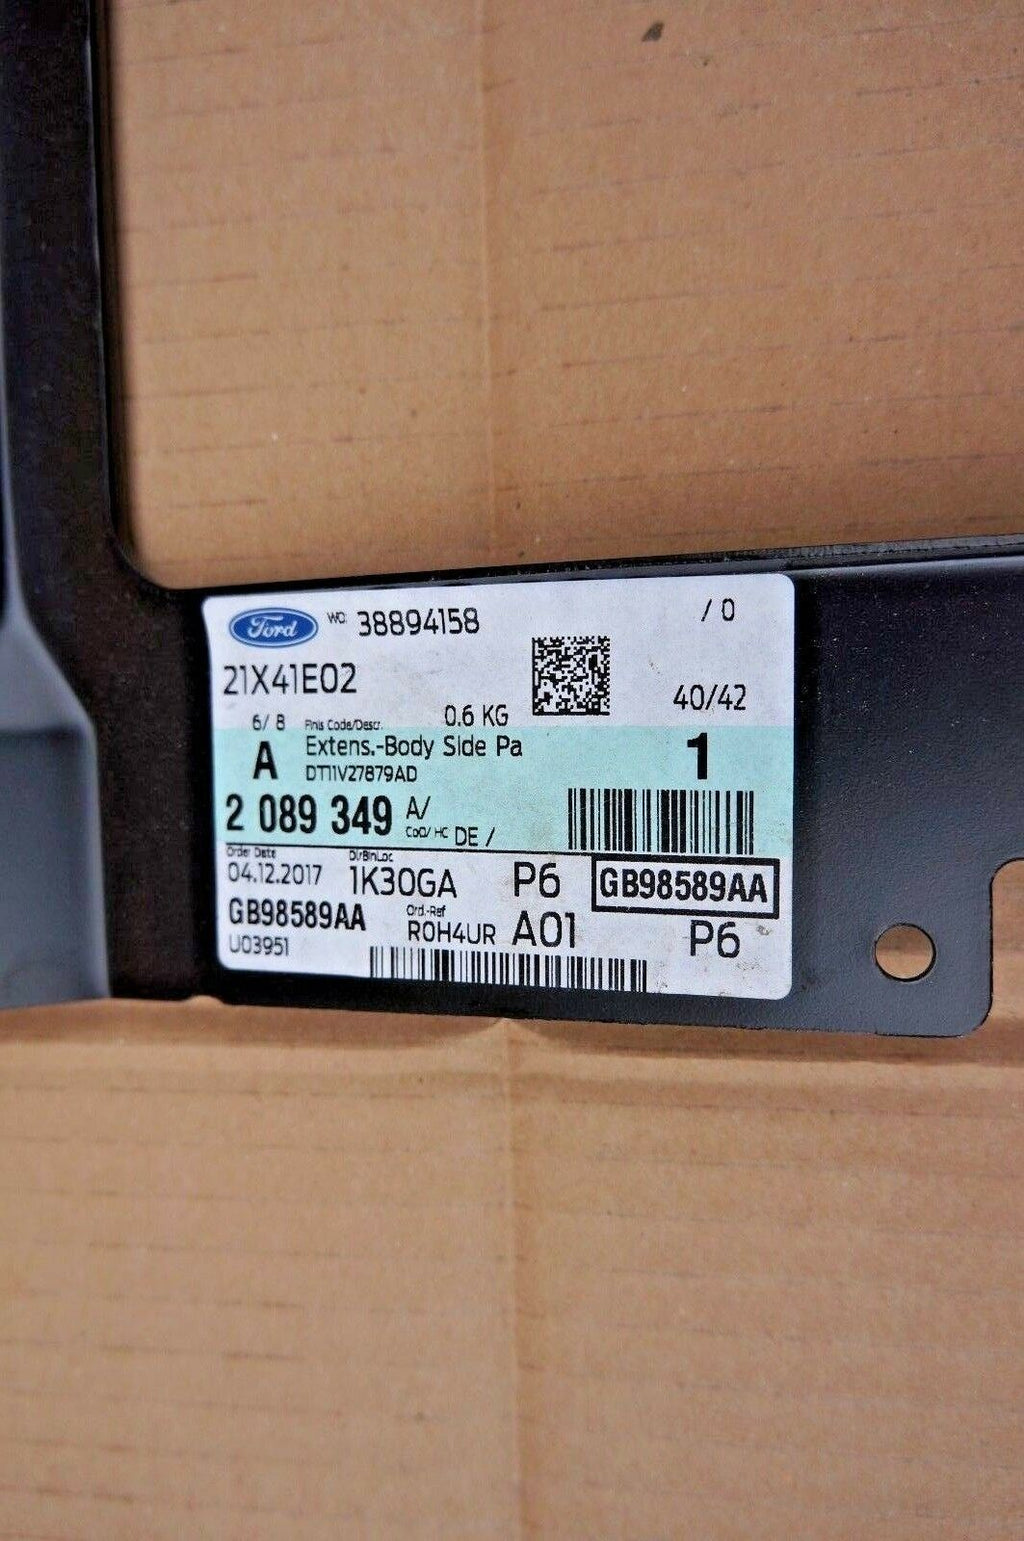 Ford WO: 38894158 / 0
21X41E02
40/42
6/ 8 Finis Code/Descr. 0.6 KG
A Extens.-Body Side Pa 1
DT11V27879AD
2 089 349 A/
CoO/ HC DE /
Order Date Dir/BinLoc
04.12.2017 1K30GA P6 GB98589AA
GB98589AA Ord.-Ref R0H4UR A01 P6
U03951